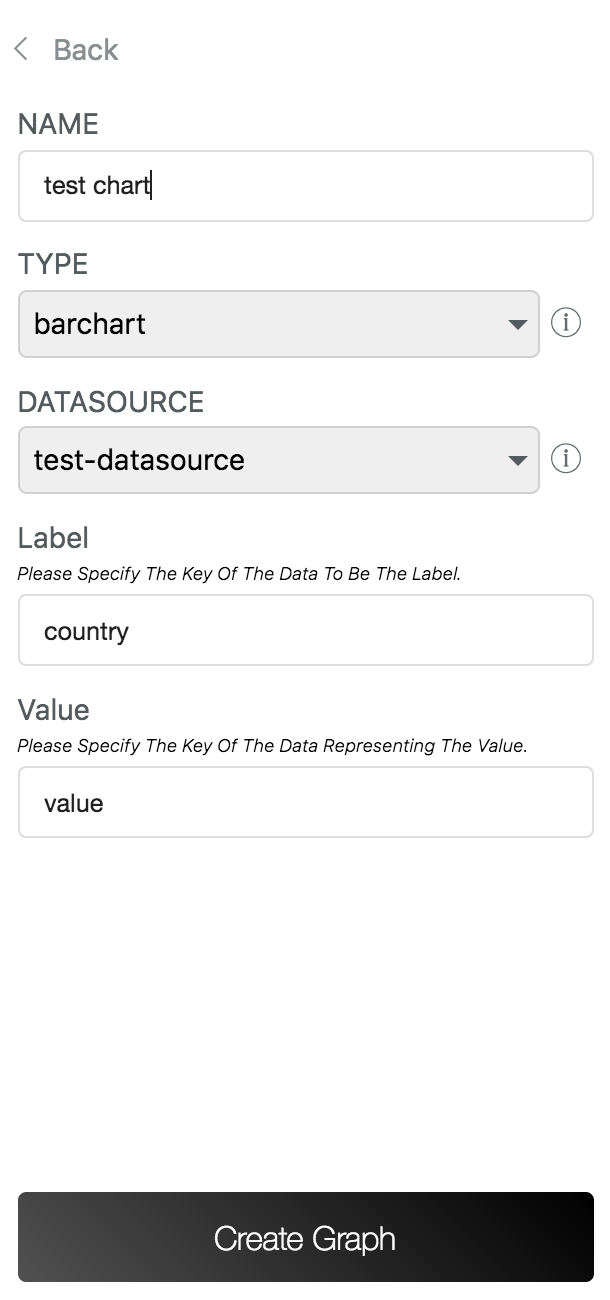 Back
NAME
test chart
TYPE
barchart
DATASOURCE
test-datasource
Label
Please Specify The Key Of The Data To Be The Label.
country
Value
Please Specify The Key Of The Data Representing The Value.
value
Create Graph